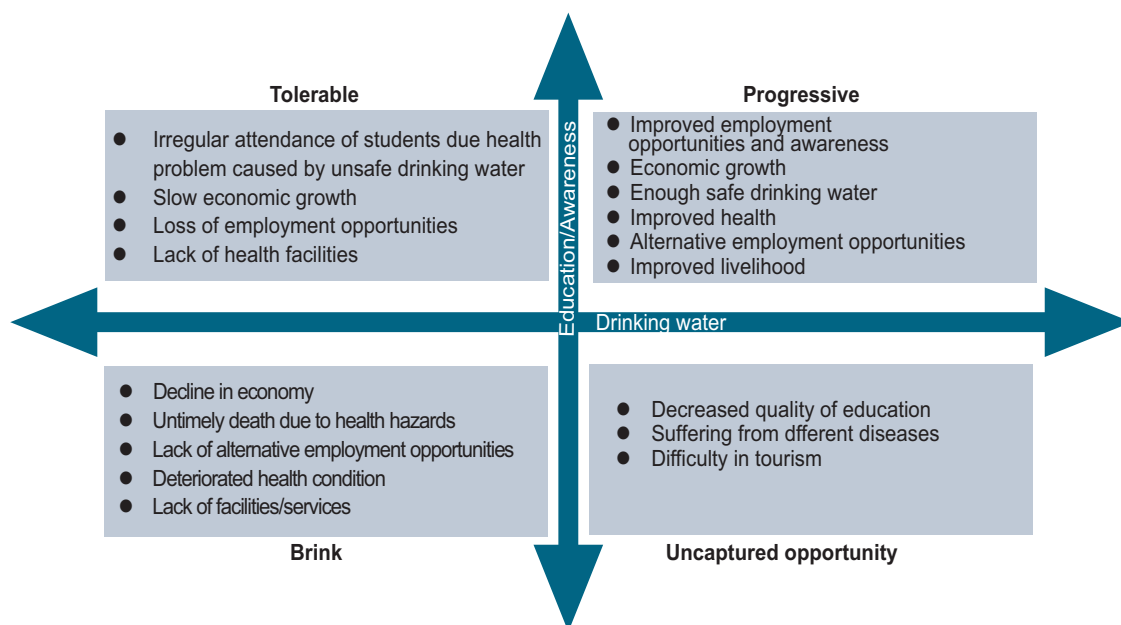 Tolerable
Irregular attendance of students due health
problem caused by unsafe drinking water
Slow economic growth
Loss of employment opportunities
Lack of health facilities
Progressive
Improved employment
opportunities and awareness
Economic growth
Enough safe drinking water
Improved health
Alternative employment opportunities
Improved livelihood
Education/Awareness
Drinking water
Decline in economy
Untimely death due to health hazards
Lack of alternative employment opportunities
Deteriorated health condition
Lack of facilities/services
Brink
Decreased quality of education
Suffering from dfferent diseases
Difficulty in tourism
Uncaptured opportunity